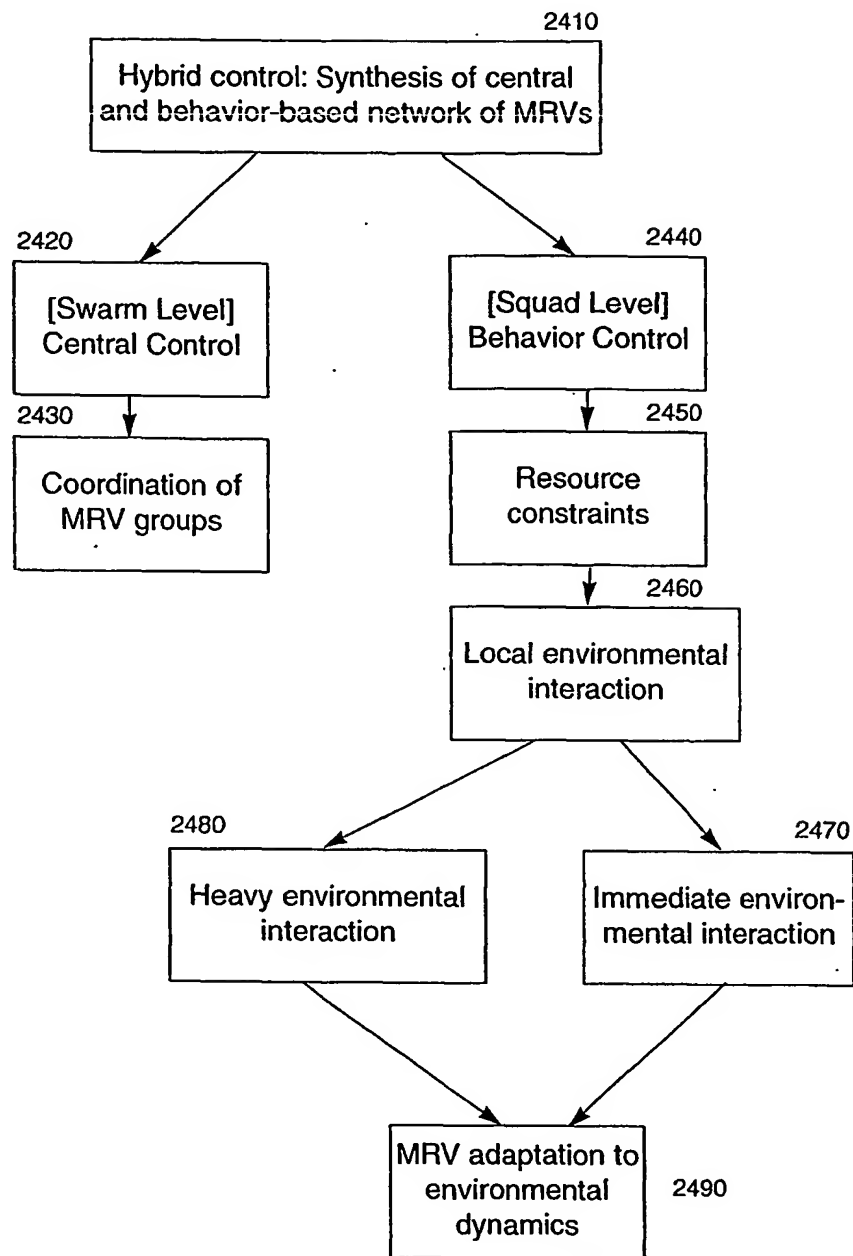 2410
Hybrid control: Synthesis of central
and behavior-based network of MRVs
2420
[Swarm Level]
Central Control
2440
[Squad Level]
Behavior Control
2430
Coordination of
MRV groups
2450
Resource
constraints
2460
Local environmental
interaction
2480
Heavy environmental
interaction
2470
Immediate environ-
mental interaction
MRV adaptation to
environmental
dynamics
2490